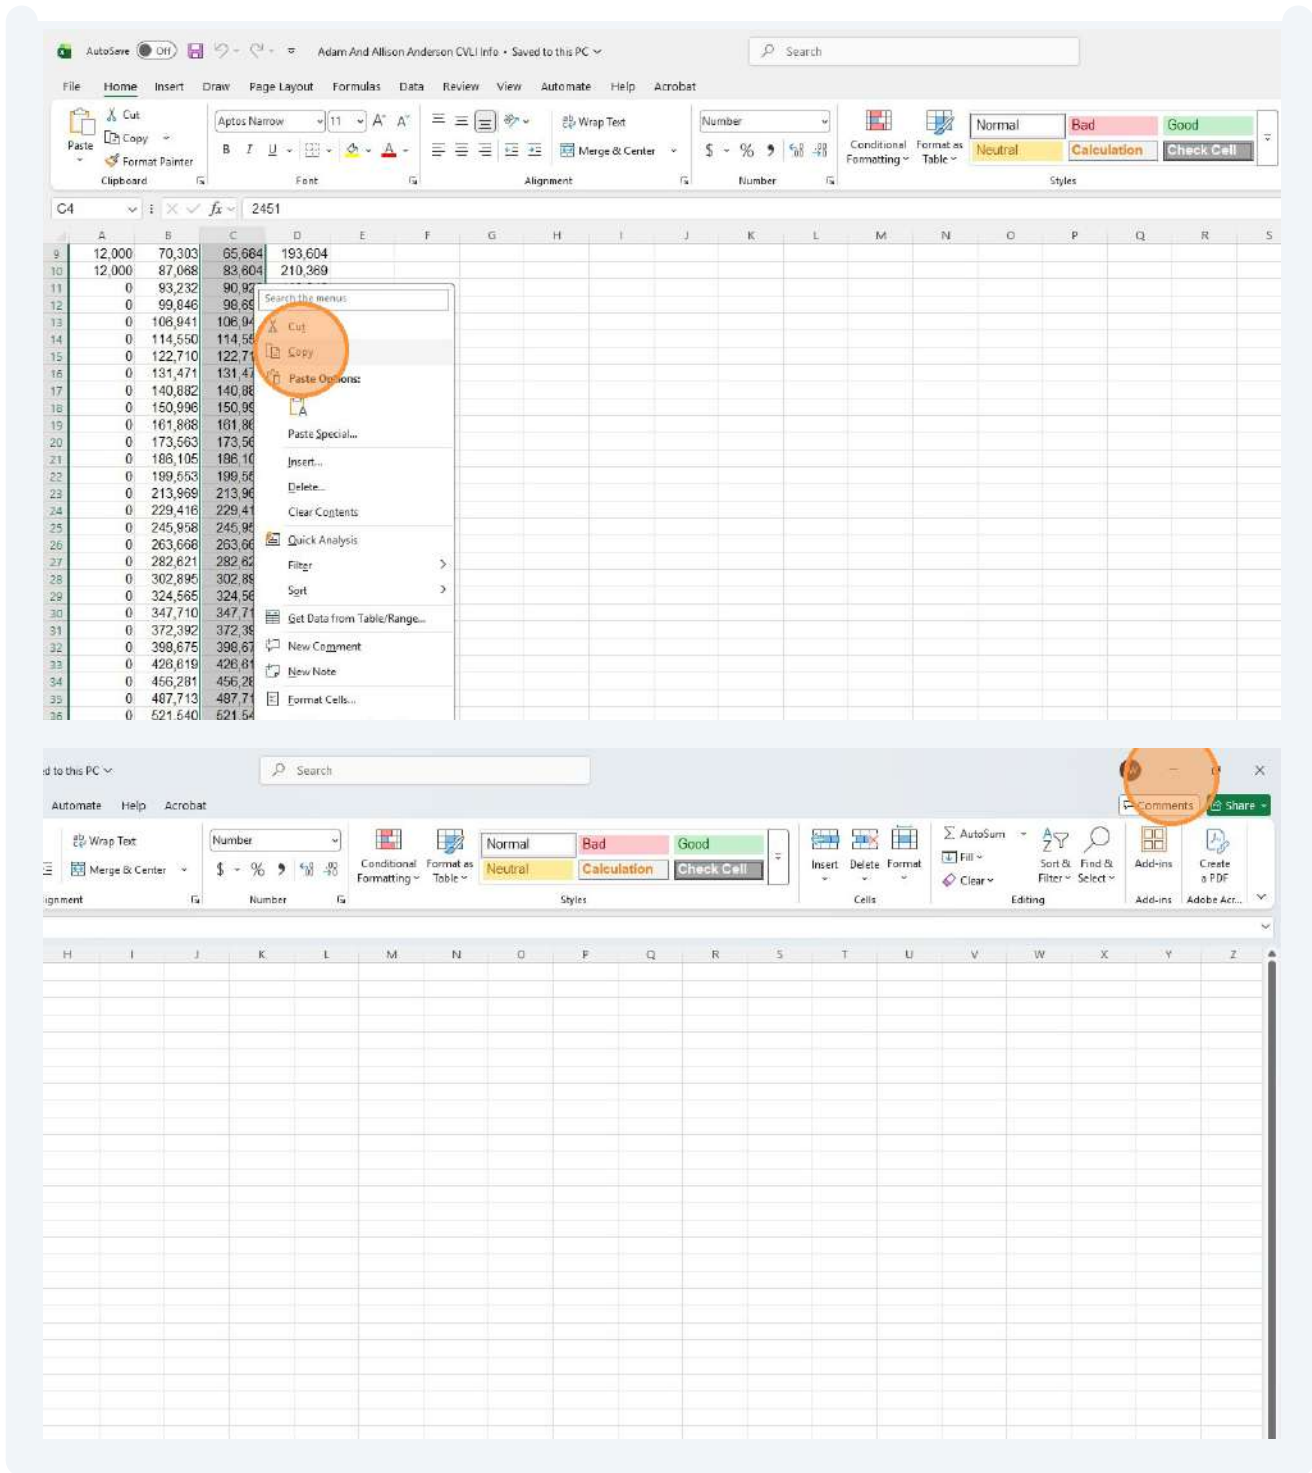 AutoSave Off Adam And Allison Anderson CVLI Info • Saved to this PC Search
File Home Insert Draw Page Layout Formulas Data Review View Automate Help Acrobat
Cut
Copy
Paste
Format Painter
Clipboard
Aptos Narrow 11 A A
B I U A
Font
Wrap Text
Merge & Center
Alignment
Number
$ % 9
Number
Conditional Formatting
Format as Table
Normal Bad Good
Neutral Calculation Check Cell
Styles
C4 fx 2451
A B C D E F G H I J K L M N O P Q R S
9 12,000 70,303 65,684 193,604
10 12,000 87,068 83,604 210,369
11 0 93,232
12 0 99,846
13 0 106,941
14 0 114,550
15 0 122,710
16 0 131,471
17 0 140,882
18 0 150,996
19 0 161,868
20 0 173,563
21 0 186,105
22 0 199,553
23 0 213,969
24 0 229,416
25 0 245,958
26 0 263,668
27 0 282,621
28 0 302,895
29 0 324,565
30 0 347,710
31 0 372,392
32 0 398,675
33 0 426,619
34 0 456,281
35 0 487,713
36 0 521,540
Search the menus
Cut
Copy
Paste Options:
Paste Special...
Insert...
Delete...
Clear Contents
Quick Analysis
Filter
Sort
Get Data from Table/Range...
New Comment
New Note
Format Cells...
ed to this PC Search
Automate Help Acrobat Comments Share
Wrap Text
Merge & Center
ignment
Number
$ % 9
Number
Conditional Formatting
Format as Table
Normal Bad Good
Neutral Calculation Check Cell
Styles
Insert Delete Format
Cells
AutoSum
Fill
Clear
Sort & Filter
Find & Select
Editing
Add-ins
Add-ins
Create a PDF
Adobe Acr...
H I J K L M N O P Q R S T U V W X Y Z